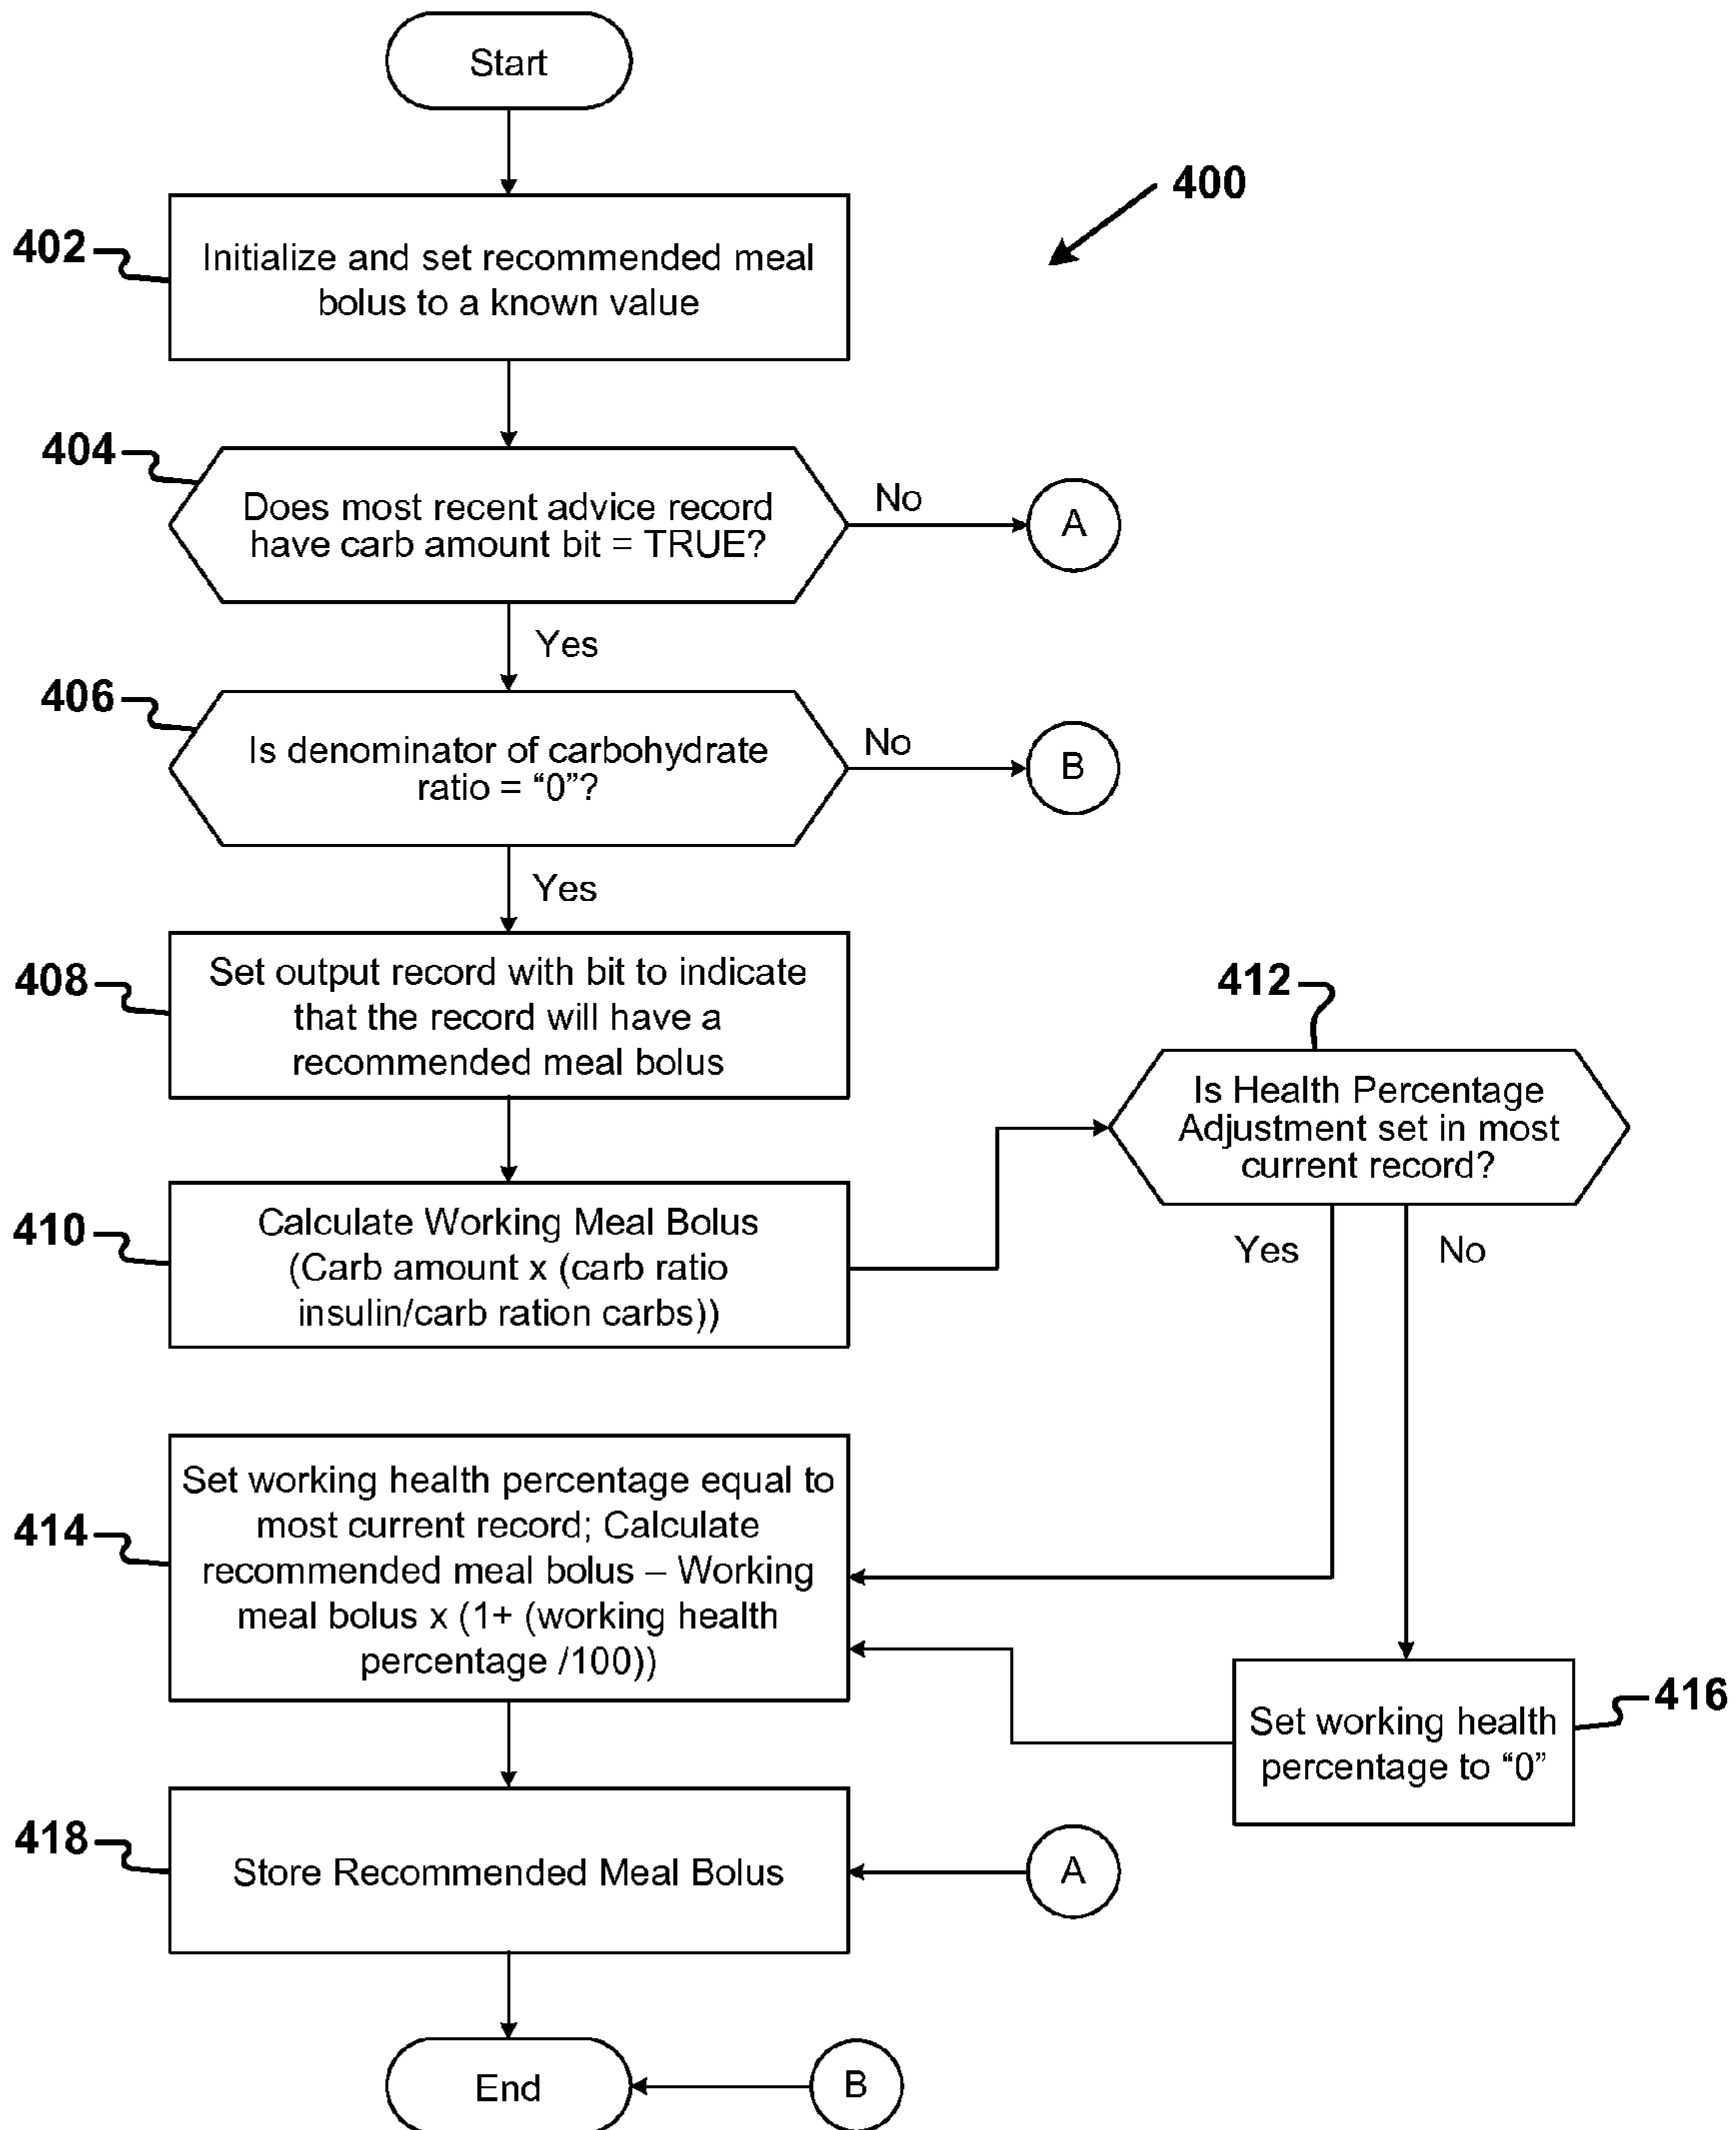 Start
400
402
Initialize and set recommended meal
bolus to a known value
404
Does most recent advice record
have carb amount bit = TRUE?
No
A
Yes
406
Is denominator of carbohydrate
ratio = “0”?
No
B
Yes
408
Set output record with bit to indicate
that the record will have a
recommended meal bolus
412
Is Health Percentage
Adjustment set in most
current record?
Yes
No
410
Calculate Working Meal Bolus
(Carb amount x (carb ratio
insulin/carb ration carbs))
414
Set working health percentage equal to
most current record; Calculate
recommended meal bolus – Working
meal bolus x (1+ (working health
percentage /100))
416
Set working health
percentage to “0”
418
Store Recommended Meal Bolus
A
End
B